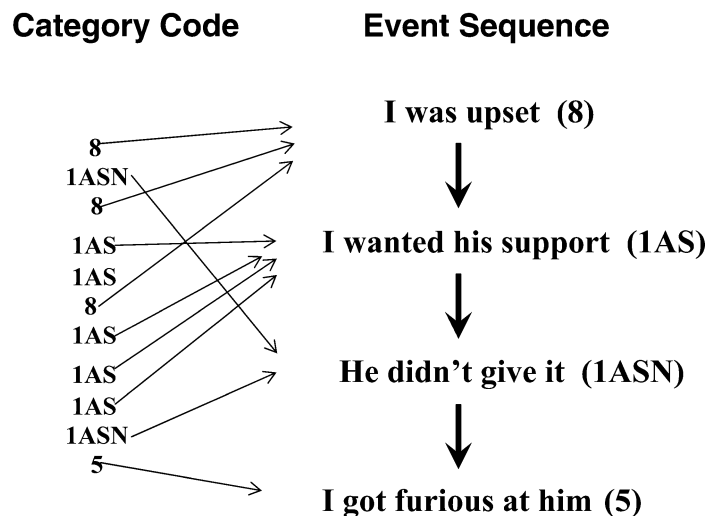 Category Code
Event Sequence
8
1ASN
8
1AS
1AS
8
1AS
1AS
1AS
1ASN
5
I was upset (8)
I wanted his support (1AS)
He didn’t give it (1ASN)
I got furious at him (5)